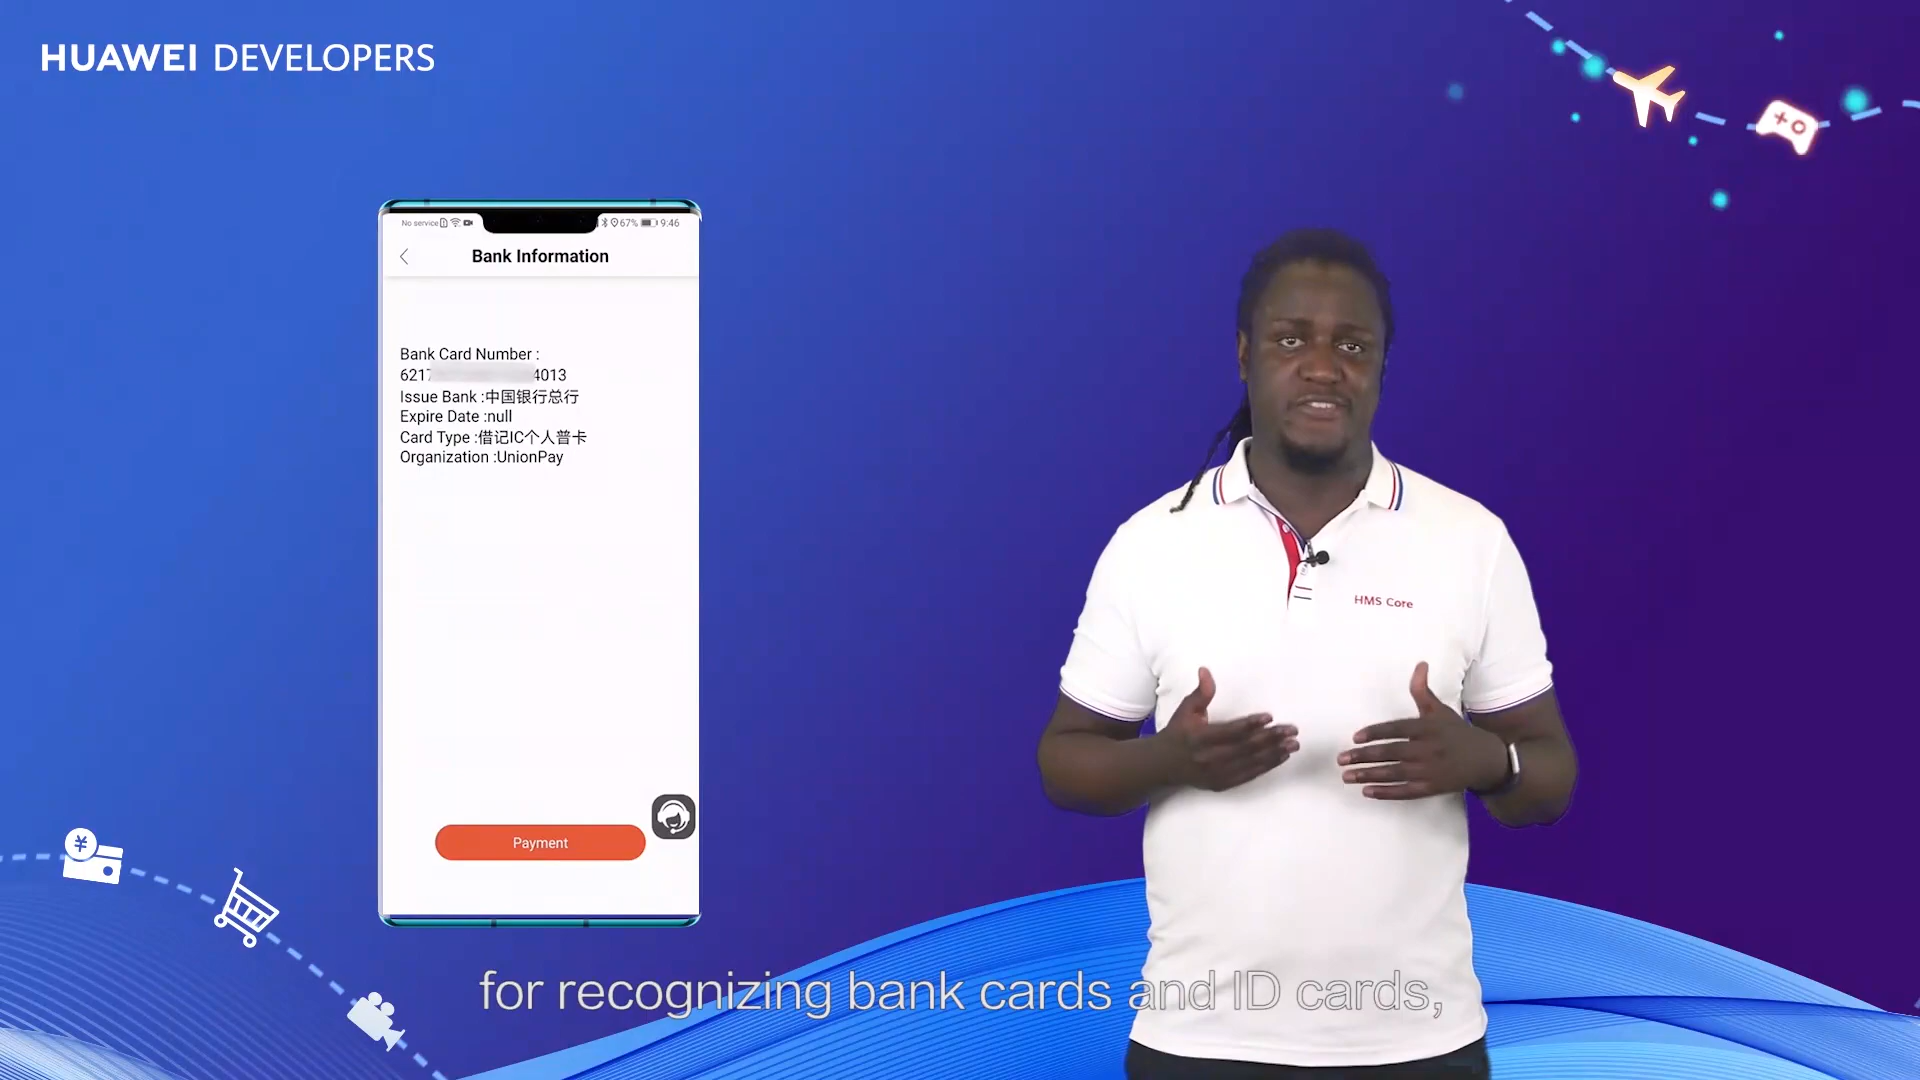 HUAWEI DEVELOPERS
No service 67% 9:46
Bank Information
Bank Card Number :
6217 4013
Issue Bank :中国银行总行
Expire Date :null
Card Type :借记IC个人普卡
Organization :UnionPay
HMS Core
Payment
¥
for recognizing bank cards and ID cards,